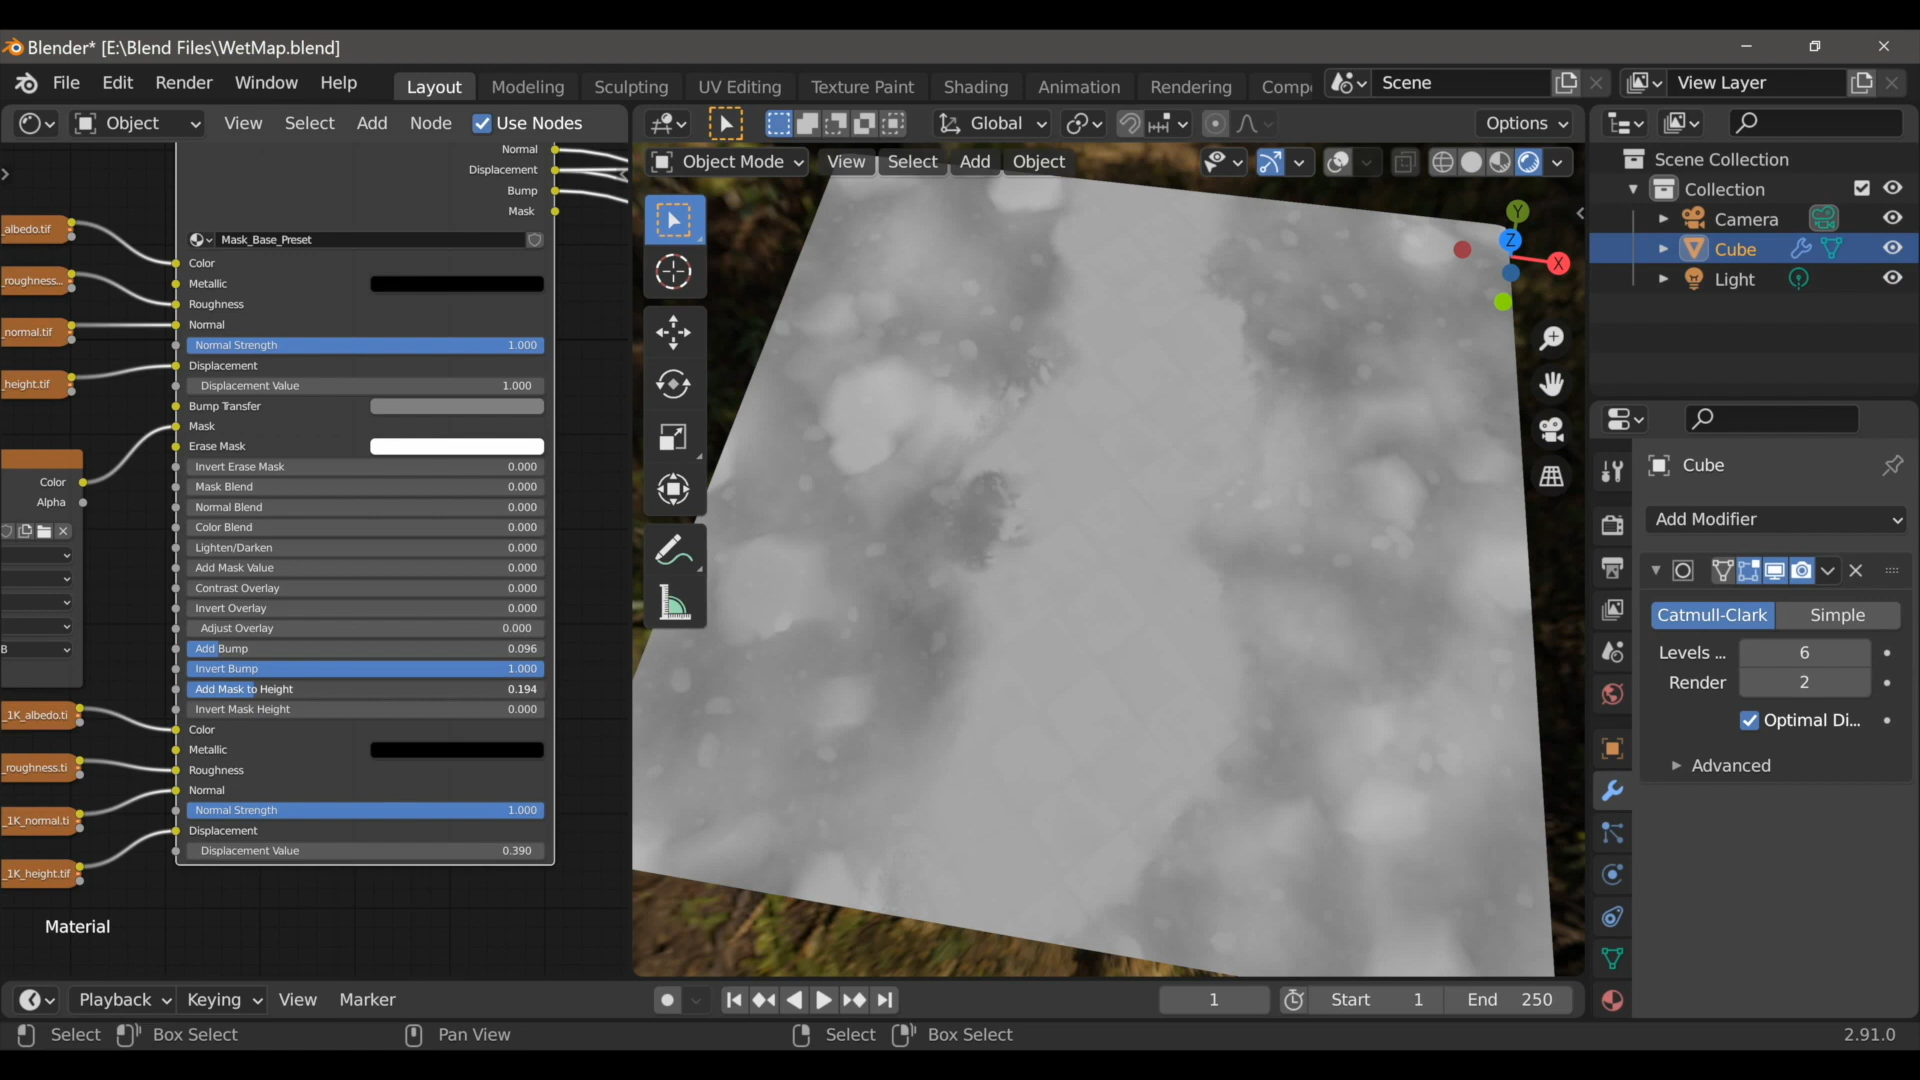 Blender* [E:\Blend Files\WetMap.blend]
File Edit Render Window Help Layout Modeling Sculpting UV Editing Texture Paint Shading Animation Rendering Comp Scene View Layer
Object View Select Add Node Use Nodes Global Options
Object Mode View Select Add Object
Normal
Displacement
Bump
Mask
Mask_Base_Preset
albedo.tif
_roughness...
normal.tif
height.tif
Color
Metallic
Roughness
Normal
Normal Strength 1.000
Displacement
Displacement Value 1.000
Bump Transfer
Mask
Erase Mask
Invert Erase Mask 0.000
Mask Blend 0.000
Normal Blend 0.000
Color Blend 0.000
Lighten/Darken 0.000
Add Mask Value 0.000
Contrast Overlay 0.000
Invert Overlay 0.000
Adjust Overlay 0.000
Add Bump 0.096
Invert Bump 1.000
Add Mask to Height 0.194
Invert Mask Height 0.000
Color
Metallic
Roughness
Normal
Normal Strength 1.000
Displacement
Displacement Value 0.390
Color
Alpha
B
_1K_albedo.ti
_roughness.ti
_1K_normal.ti
_1K_height.tif
Material
Y
Z
X
Scene Collection
Collection
Camera
Cube
Light
Cube
Add Modifier
Catmull-Clark Simple
Levels ... 6
Render 2
Optimal Di...
Advanced
Playback Keying View Marker 1 Start 1 End 250
Select Box Select Pan View Select Box Select 2.91.0